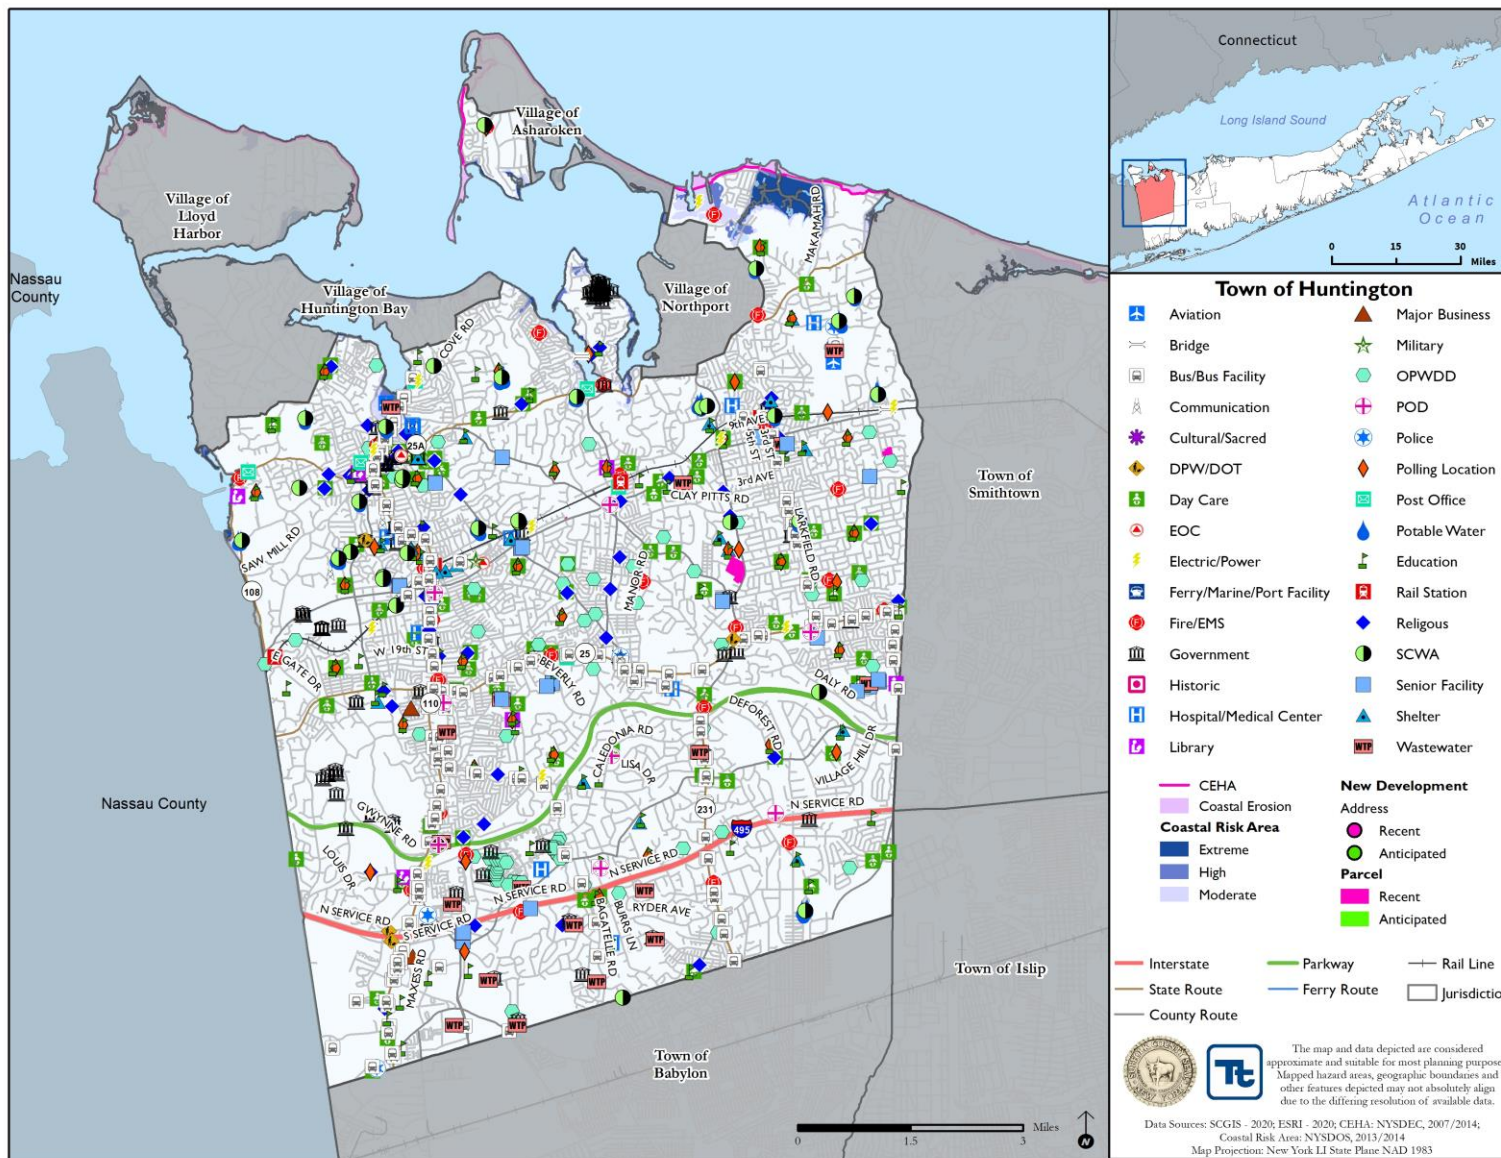 Village of
Asharoken
Village of
Lloyd
Harbor
Nassau
County
Village of
Huntington Bay
Village of
Northport
MAKAMAH RD
COVE RD
25A
9th AVE
5th ST
3rd ST
3rd AVE
CLAY PITTS RD
Town of
Smithtown
SAW MILL RD
LARKFIELD RD
MANOR RD
108
W 19th ST
E GATE DR
BEVERLY RD
25
DALY RD
110
DEFOREST RD
CALEDONIA RD
LISA DR
VILLAGE HILL DR
Nassau County
GWYNNE RD
231
N SERVICE RD
495
LOUIS DR
N SERVICE RD
N SERVICE RD
N SERVICE RD
S SERVICE RD
RYDER AVE
BURRS LN
BAGATELLE RD
MAXESS RD
Town of Islip
Town of
Babylon
Miles
0 1.5 3
N
Connecticut
Long Island Sound
Atlantic
Ocean
0 15 30
Miles
Town of Huntington
Aviation
Bridge
Bus/Bus Facility
Communication
Cultural/Sacred
DPW/DOT
Day Care
EOC
Electric/Power
Ferry/Marine/Port Facility
Fire/EMS
Government
Historic
Hospital/Medical Center
Library
Major Business
Military
OPWDD
POD
Police
Polling Location
Post Office
Potable Water
Education
Rail Station
Religous
SCWA
Senior Facility
Shelter
WTP Wastewater
CEHA
Coastal Erosion
Coastal Risk Area
Extreme
High
Moderate
New Development
Address
Recent
Anticipated
Parcel
Recent
Anticipated
Interstate
State Route
County Route
Parkway
Ferry Route
Rail Line
Jurisdictio
Tt
The map and data depicted are considered
approximate and suitable for most planning purpose
Mapped hazard areas, geographic boundaries and
other features depicted may not absolutely align
due to the differing resolution of available data.
Data Sources: SCGIS - 2020; ESRI - 2020; CEHA: NYSDEC, 2007/2014;
Coastal Risk Area: NYSDOS, 2013/2014
Map Projection: New York LI State Plane NAD 1983